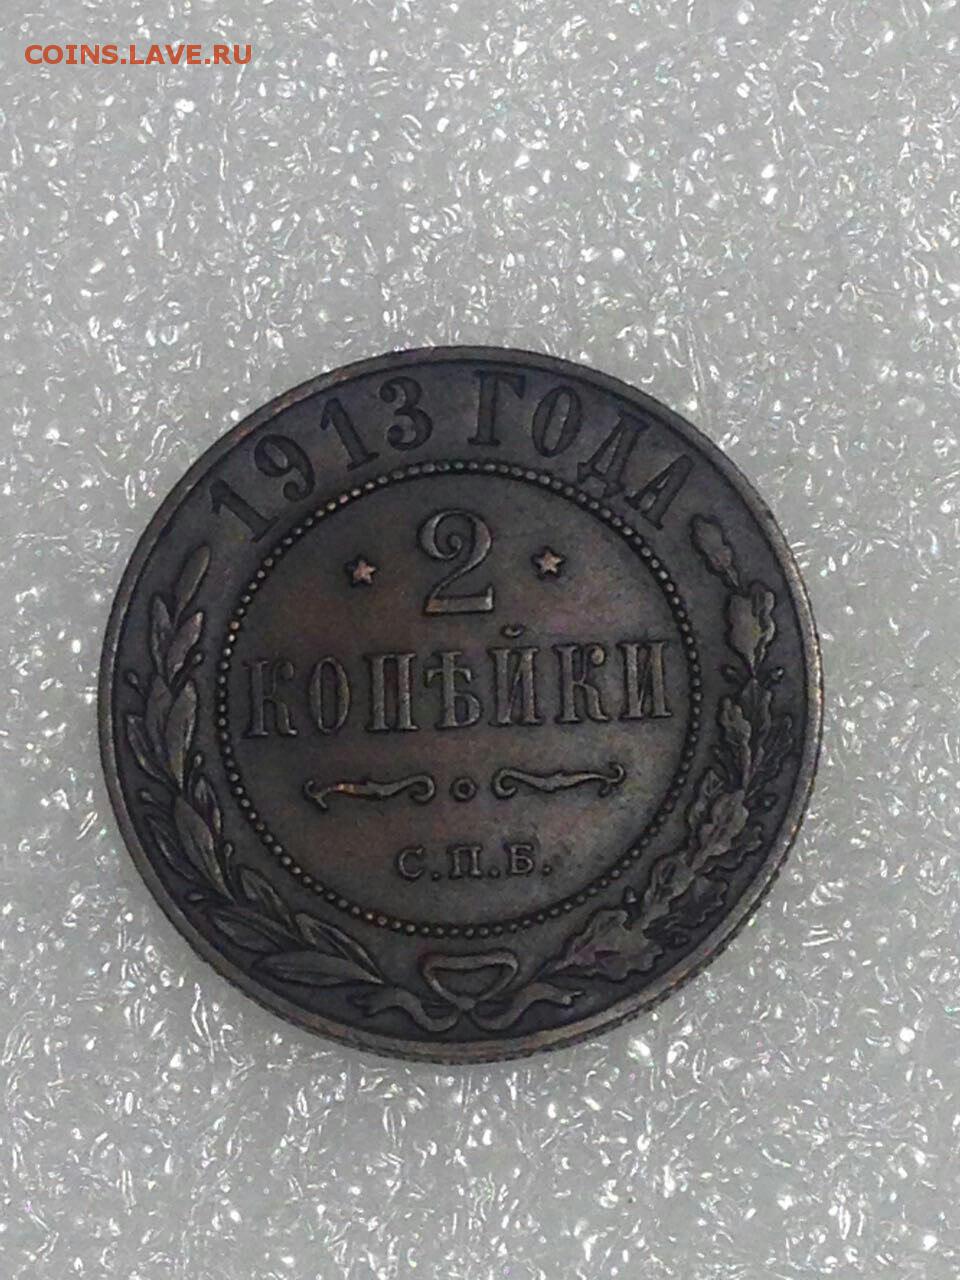 COINS.LAVE.RU
1913 ГОДА
2
КОПѢЙКИ
С.П.Б.